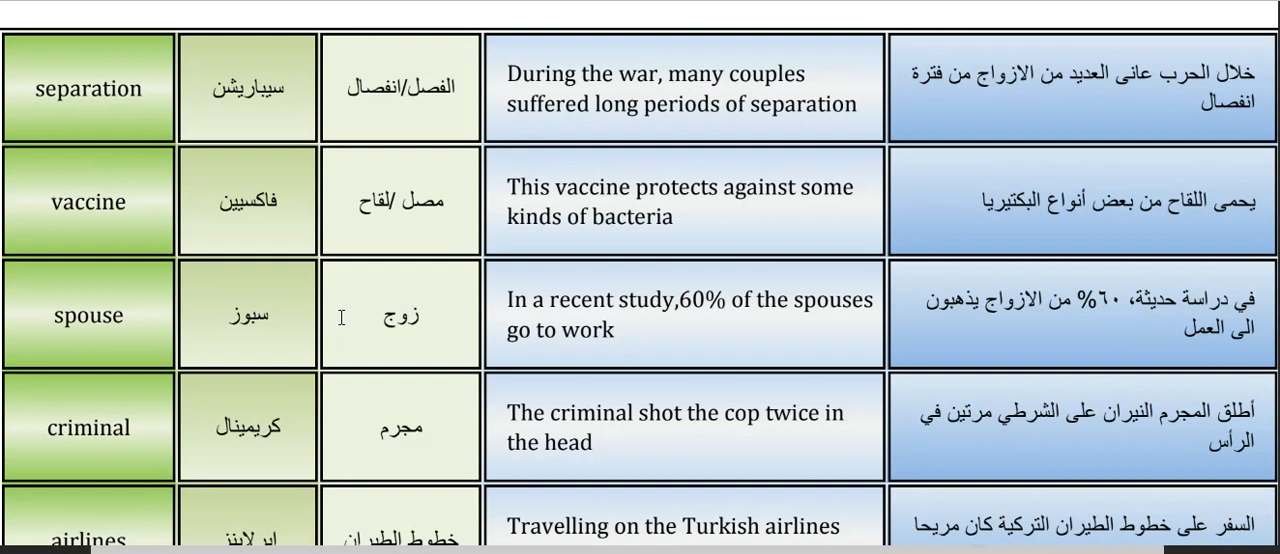 separation
سيباريشن
الفصل/انفصال
During the war, many couples
suffered long periods of separation
خلال الحرب عانى العديد من الازواج من فترة
انفصال
vaccine
فاكسيين
مصل /لقاح
This vaccine protects against some
kinds of bacteria
يحمى اللقاح من بعض أنواع البكتيريا
spouse
سبوز
زوج
In a recent study,60% of the spouses
go to work
في دراسة حديثة، ٦٠% من الازواج يذهبون
الى العمل
criminal
كريمينال
مجرم
The criminal shot the cop twice in
the head
أطلق المجرم النيران على الشرطي مرتين في
الرأس
airlines
ايرلاينز
خطوط الطيران
Travelling on the Turkish airlines
السفر على خطوط الطيران التركية كان مريحا